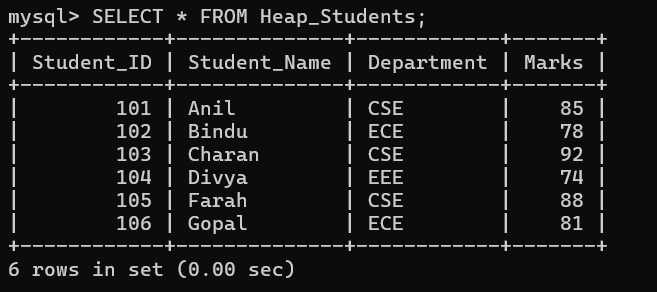 mysql> SELECT * FROM Heap_Students;
+------------+--------------+------------+-------+
| Student_ID | Student_Name | Department | Marks |
+------------+--------------+------------+-------+
|        101 | Anil         | CSE        |    85 |
|        102 | Bindu        | ECE        |    78 |
|        103 | Charan       | CSE        |    92 |
|        104 | Divya        | EEE        |    74 |
|        105 | Farah        | CSE        |    88 |
|        106 | Gopal        | ECE        |    81 |
+------------+--------------+------------+-------+
6 rows in set (0.00 sec)